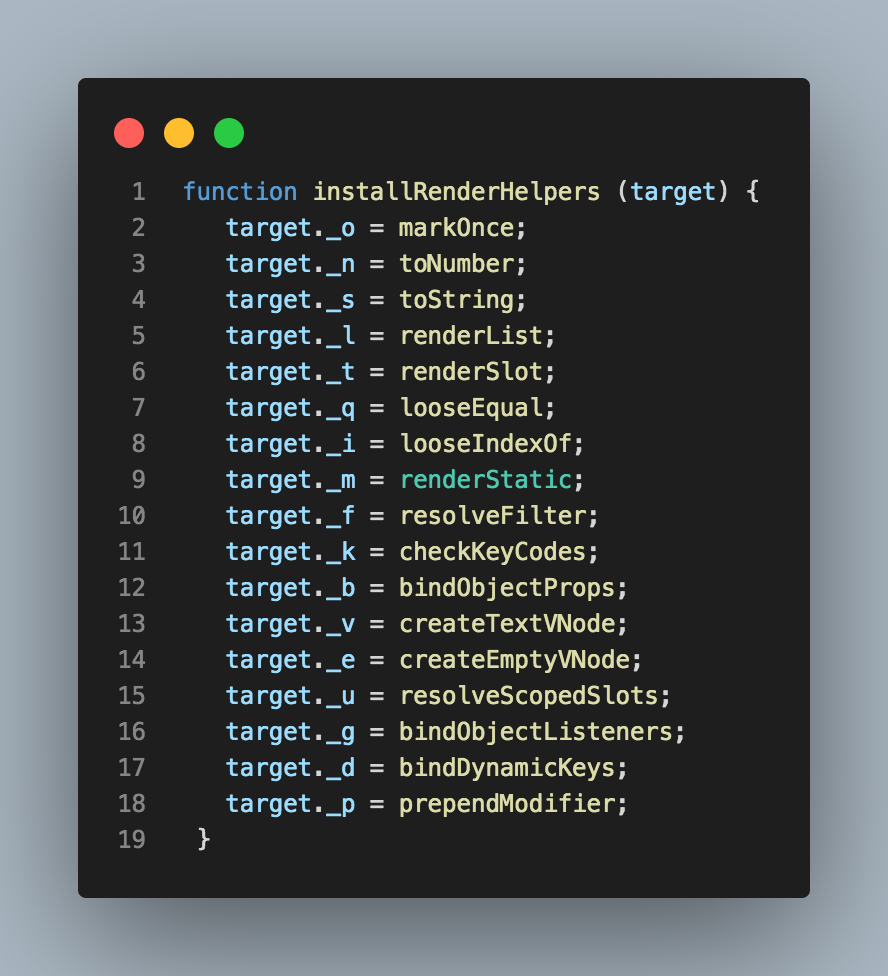 1 function installRenderHelpers (target) {
2 target._o = markOnce;
3 target._n = toNumber;
4 target._s = toString;
5 target._l = renderList;
6 target._t = renderSlot;
7 target._q = looseEqual;
8 target._i = looseIndexOf;
9 target._m = renderStatic;
10 target._f = resolveFilter;
11 target._k = checkKeyCodes;
12 target._b = bindObjectProps;
13 target._v = createTextVNode;
14 target._e = createEmptyVNode;
15 target._u = resolveScopedSlots;
16 target._g = bindObjectListeners;
17 target._d = bindDynamicKeys;
18 target._p = prependModifier;
19 }